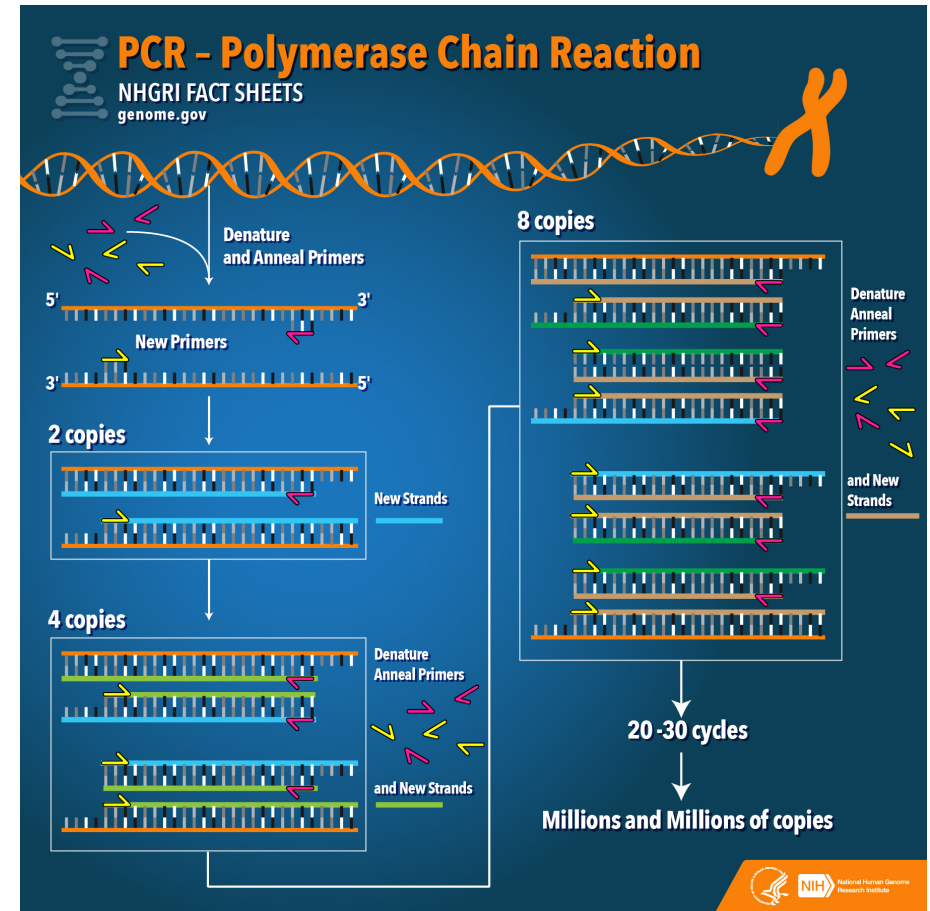 PCR – Polymerase Chain Reaction
NHGRI FACT SHEETS
genome.gov
Denature
and Anneal Primers
5'
3'
New Primers
3'
5'
2 copies
New Strands
4 copies
Denature
Anneal Primers
and New Strands
8 copies
Denature
Anneal
Primers
and New
Strands
20 -30 cycles
Millions and Millions of copies
NIH
National Human Genome
Research Institute